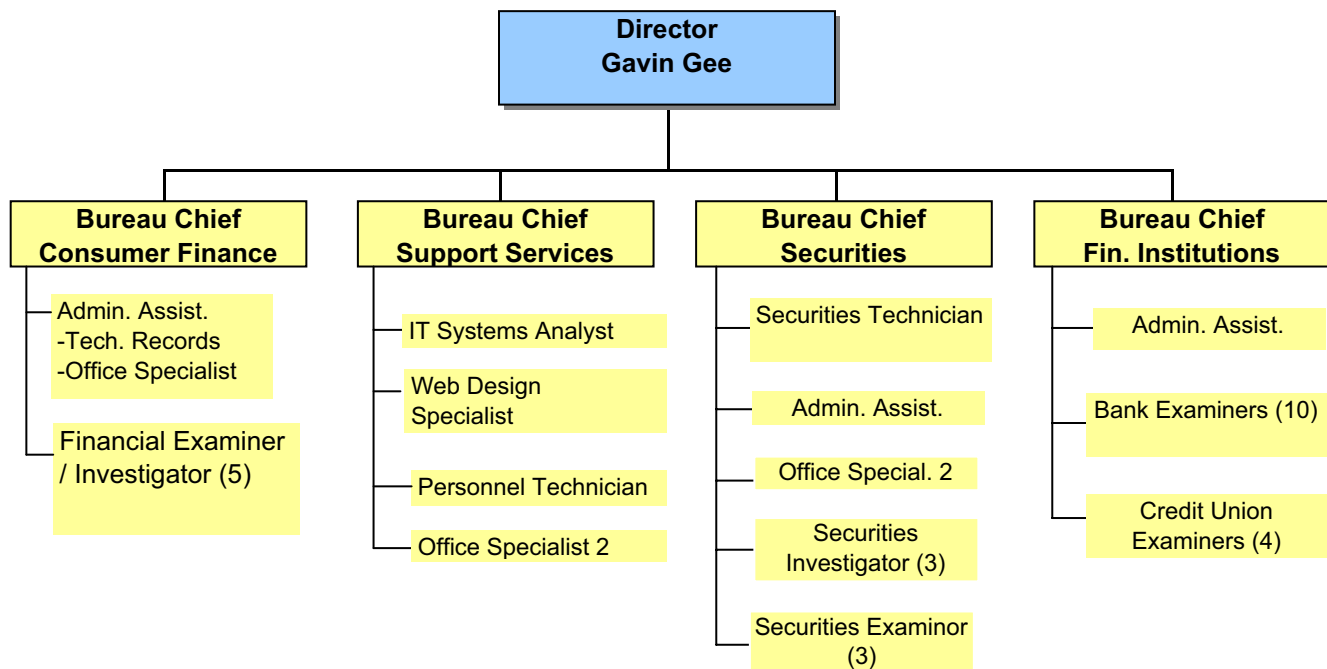 Director
Gavin Gee
Bureau Chief
Consumer Finance
Admin. Assist.
-Tech. Records
-Office Specialist
Financial Examiner
/ Investigator (5)
Bureau Chief
Support Services
IT Systems Analyst
Web Design
Specialist
Personnel Technician
Office Specialist 2
Bureau Chief
Securities
Securities Technician
Admin. Assist.
Office Special. 2
Securities
Investigator (3)
Securities Examinor
(3)
Bureau Chief
Fin. Institutions
Admin. Assist.
Bank Examiners (10)
Credit Union
Examiners (4)